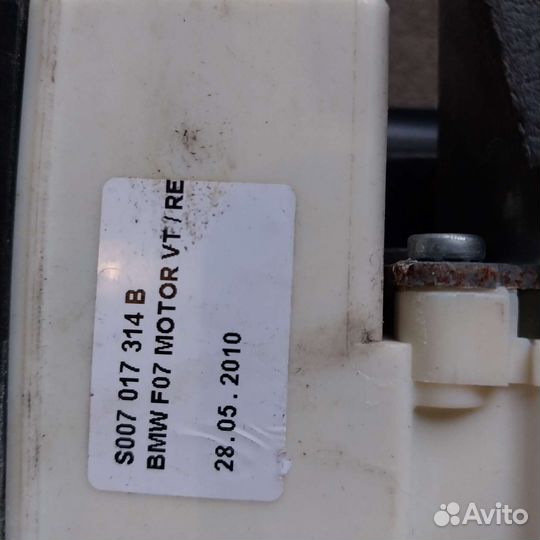 S007 017 314 B
BMW F07 MOTOR VT / RE
28.05.2010
Avito